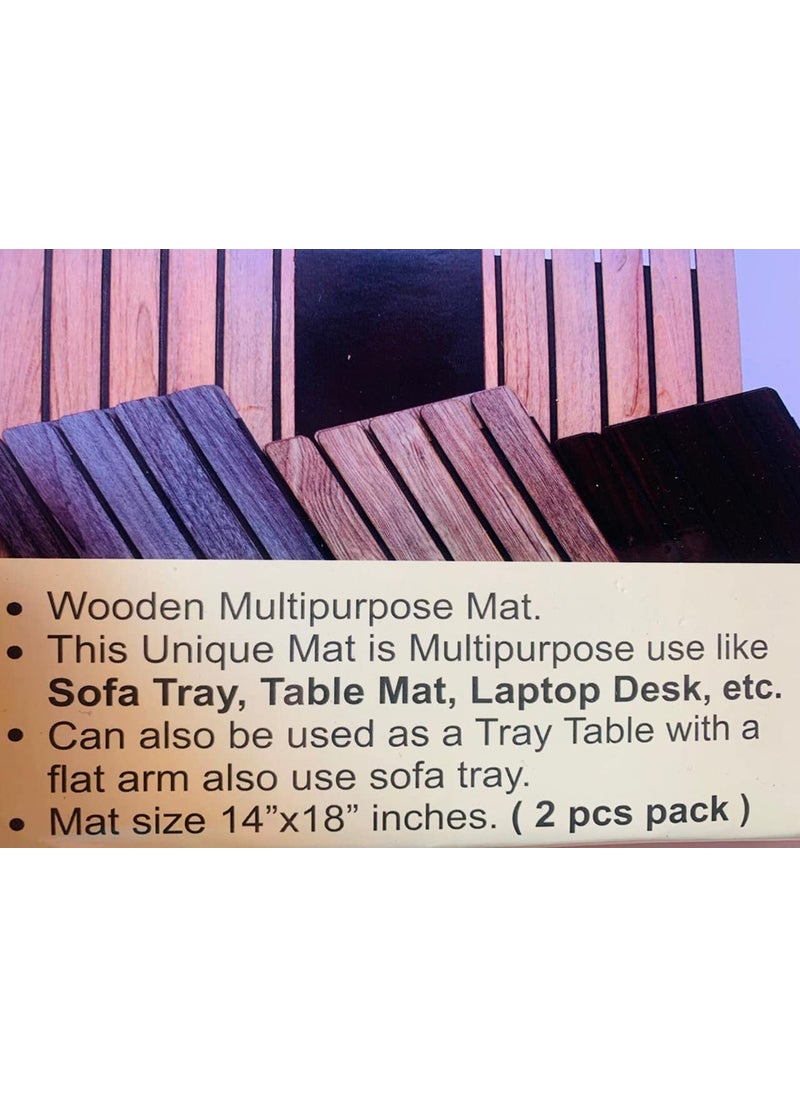 • Wooden Multipurpose Mat.
• This Unique Mat is Multipurpose use like
Sofa Tray, Table Mat, Laptop Desk, etc.
• Can also be used as a Tray Table with a
flat arm also use sofa tray.
• Mat size 14”x18” inches. ( 2 pcs pack )